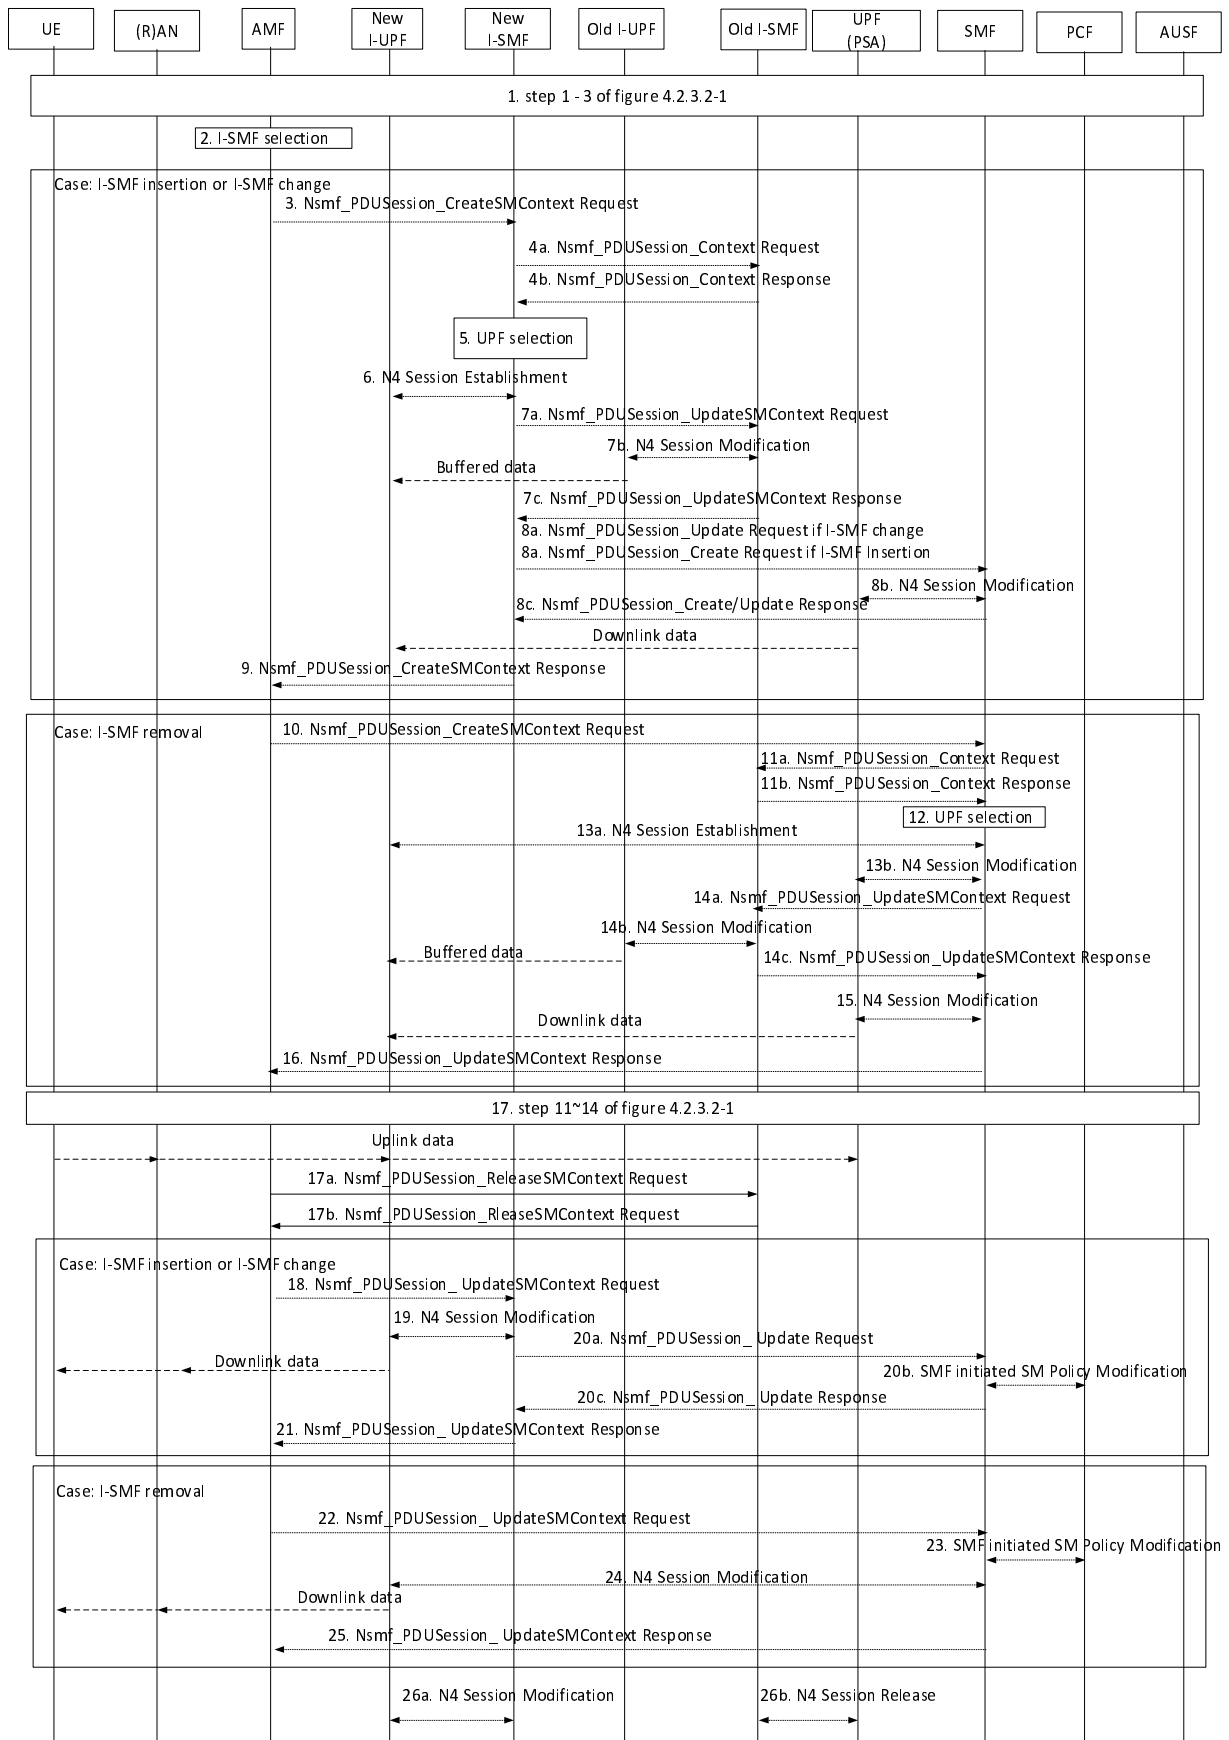 UE
(R)AN
AMF
New
I-UPF
New
I-SMF
Old I-UPF
Old I-SMF
UPF
(PSA)
SMF
PCF
AUSF
1. step 1 - 3 of figure 4.2.3.2-1
2. I-SMF selection
Case: I-SMF insertion or I-SMF change
3. Nsmf_PDUSession_CreateSMContext Request
4a. Nsmf_PDUSession_Context Request
4b. Nsmf_PDUSession_Context Response
5. UPF selection
6. N4 Session Establishment
7a. Nsmf_PDUSession_UpdateSMContext Request
7b. N4 Session Modification
Buffered data
7c. Nsmf_PDUSession_UpdateSMContext Response
8a. Nsmf_PDUSession_Update Request if I-SMF change
8a. Nsmf_PDUSession_Create Request if I-SMF Insertion
8b. N4 Session Modification
8c. Nsmf_PDUSession_Create/Update Response
Downlink data
9. Nsmf_PDUSession_CreateSMContext Response
Case: I-SMF removal
10. Nsmf_PDUSession_CreateSMContext Request
11a. Nsmf_PDUSession_Context Request
11b. Nsmf_PDUSession_Context Response
12. UPF selection
13a. N4 Session Establishment
13b. N4 Session Modification
14a. Nsmf_PDUSession_UpdateSMContext Request
14b. N4 Session Modification
Buffered data
14c. Nsmf_PDUSession_UpdateSMContext Response
15. N4 Session Modification
Downlink data
16. Nsmf_PDUSession_UpdateSMContext Response
17. step 11~14 of figure 4.2.3.2-1
Uplink data
17a. Nsmf_PDUSession_ReleaseSMContext Request
17b. Nsmf_PDUSession_RleaseSMContext Request
Case: I-SMF insertion or I-SMF change
18. Nsmf_PDUSession_ UpdateSMContext Request
19. N4 Session Modification
20a. Nsmf_PDUSession_ Update Request
Downlink data
20b. SMF initiated SM Policy Modification
20c. Nsmf_PDUSession_ Update Response
21. Nsmf_PDUSession_ UpdateSMContext Response
Case: I-SMF removal
22. Nsmf_PDUSession_ UpdateSMContext Request
23. SMF initiated SM Policy Modification
24. N4 Session Modification
Downlink data
25. Nsmf_PDUSession_ UpdateSMContext Response
26a. N4 Session Modification
26b. N4 Session Release